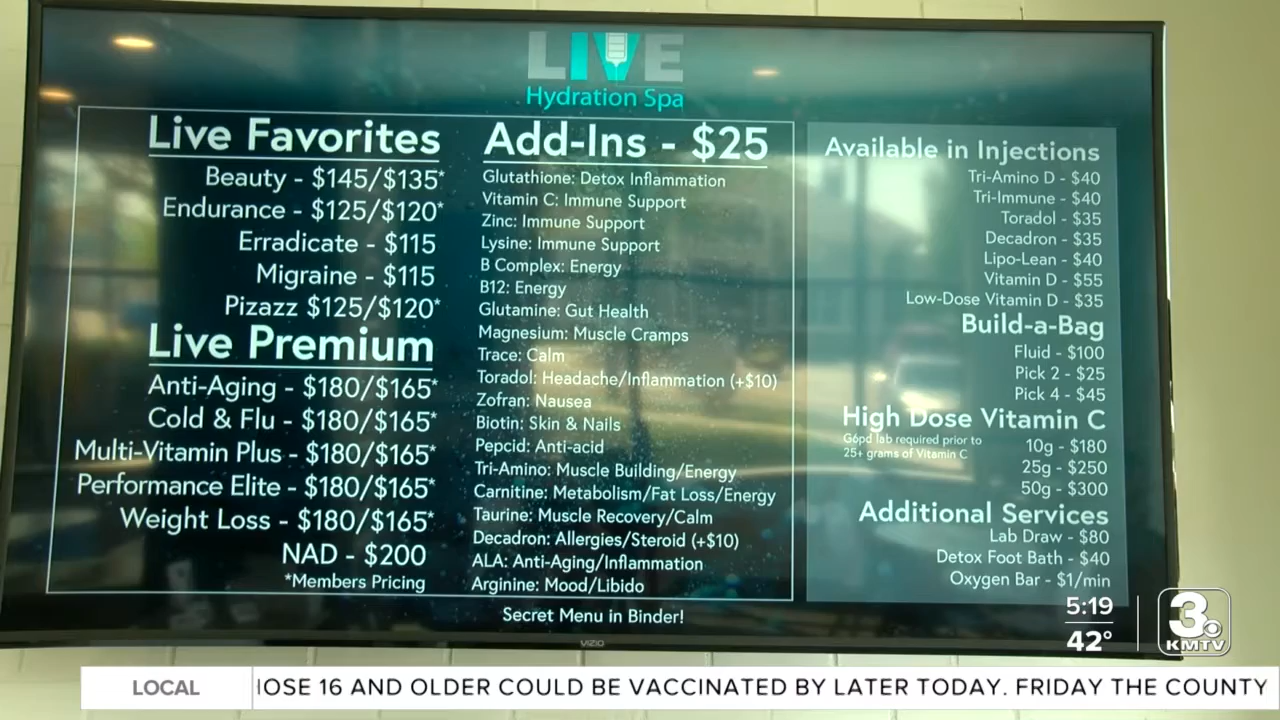 LIVE
Hydration Spa
Live Favorites
Beauty - $145/$135*
Endurance - $125/$120*
Erradicate - $115
Migraine - $115
Pizazz $125/$120*
Live Premium
Anti-Aging - $180/$165*
Cold & Flu - $180/$165*
Multi-Vitamin Plus - $180/$165*
Performance Elite - $180/$165*
Weight Loss - $180/$165*
NAD - $200
*Members Pricing
Add-Ins - $25
Glutathione: Detox Inflammation
Vitamin C: Immune Support
Zinc: Immune Support
Lysine: Immune Support
B Complex: Energy
B12: Energy
Glutamine: Gut Health
Magnesium: Muscle Cramps
Trace: Calm
Toradol: Headache/Inflammation (+$10)
Zofran: Nausea
Biotin: Skin & Nails
Pepcid: Anti-acid
Tri-Amino: Muscle Building/Energy
Carnitine: Metabolism/Fat Loss/Energy
Taurine: Muscle Recovery/Calm
Decadron: Allergies/Steroid (+$10)
ALA: Anti-Aging/Inflammation
Arginine: Mood/Libido
Secret Menu in Binder!
Available in Injections
Tri-Amino D - $40
Tri-Immune - $40
Toradol - $35
Decadron - $35
Lipo-Lean - $40
Vitamin D - $55
Low-Dose Vitamin D - $35
Build-a-Bag
Fluid - $100
Pick 2 - $25
Pick 4 - $45
High Dose Vitamin C
G6pd lab required prior to
25+ grams of Vitamin C
10g - $180
25g - $250
50g - $300
Additional Services
Lab Draw - $80
Detox Foot Bath - $40
Oxygen Bar - $1/min
VIZIO
5:19
42°
3
KMTV
LOCAL
IOSE 16 AND OLDER COULD BE VACCINATED BY LATER TODAY. FRIDAY THE COUNTY